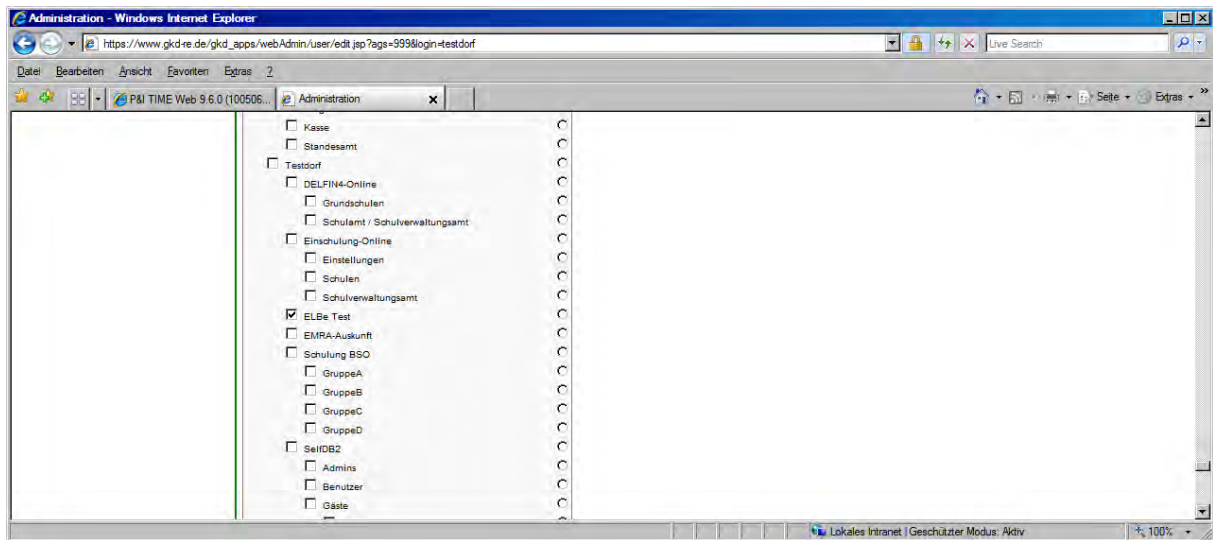 Administration - Windows Internet Explorer
https://www.gkd-re.de/gkd_apps/webAdmin/user/edit.jsp?ags=999&login=testdorf
Live Search
Datei Bearbeiten Ansicht Favoriten Extras ?
P&I TIME Web 9.6.0 (100506... Administration Seite Extras
Kasse
Standesamt
Testdorf
DELFIN4-Online
Grundschulen
Schulamt / Schulverwaltungsamt
Einschulung-Online
Einstellungen
Schulen
Schulverwaltungsamt
ELBe Test
EMRA-Auskunft
Schulung BSO
GruppeA
GruppeB
GruppeC
GruppeD
SelfDB2
Admins
Benutzer
Gäste
Lokales Intranet | Geschützter Modus: Aktiv 100%